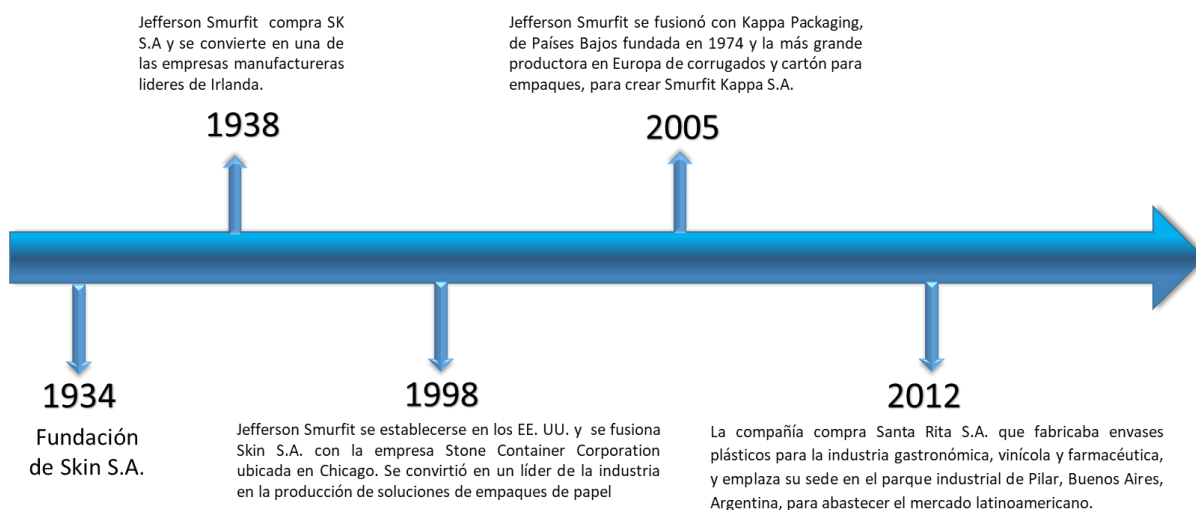 Jefferson Smurfit compra SK
S.A y se convierte en una de
las empresas manufactureras
lideres de Irlanda.
1938
Jefferson Smurfit se fusionó con Kappa Packaging,
de Países Bajos fundada en 1974 y la más grande
productora en Europa de corrugados y cartón para
empaques, para crear Smurfit Kappa S.A.
2005
1934
Fundación
de Skin S.A.
1998
Jefferson Smurfit se establecerse en los EE. UU. y se fusiona
Skin S.A. con la empresa Stone Container Corporation
ubicada en Chicago. Se convirtió en un líder de la industria
en la producción de soluciones de empaques de papel
2012
La compañía compra Santa Rita S.A. que fabricaba envases
plásticos para la industria gastronómica, vinícola y farmacéutica,
y emplaza su sede en el parque industrial de Pilar, Buenos Aires,
Argentina, para abastecer el mercado latinoamericano.